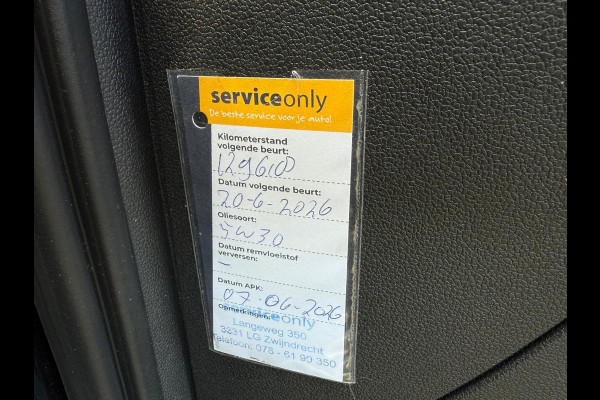 serviceonly
De beste service voor je auto!
Kilometerstand
volgende beurt:
129610
Datum volgende beurt:
20-6-2026
Oliesoort:
5W30
Datum remvloeistof
verversen:
-
Datum APK:
07-06-2026
Opmerkingen:
serviceonly
Langeweg 350
3331 LG Zwijndrecht
Telefoon: 078 - 61 90 350